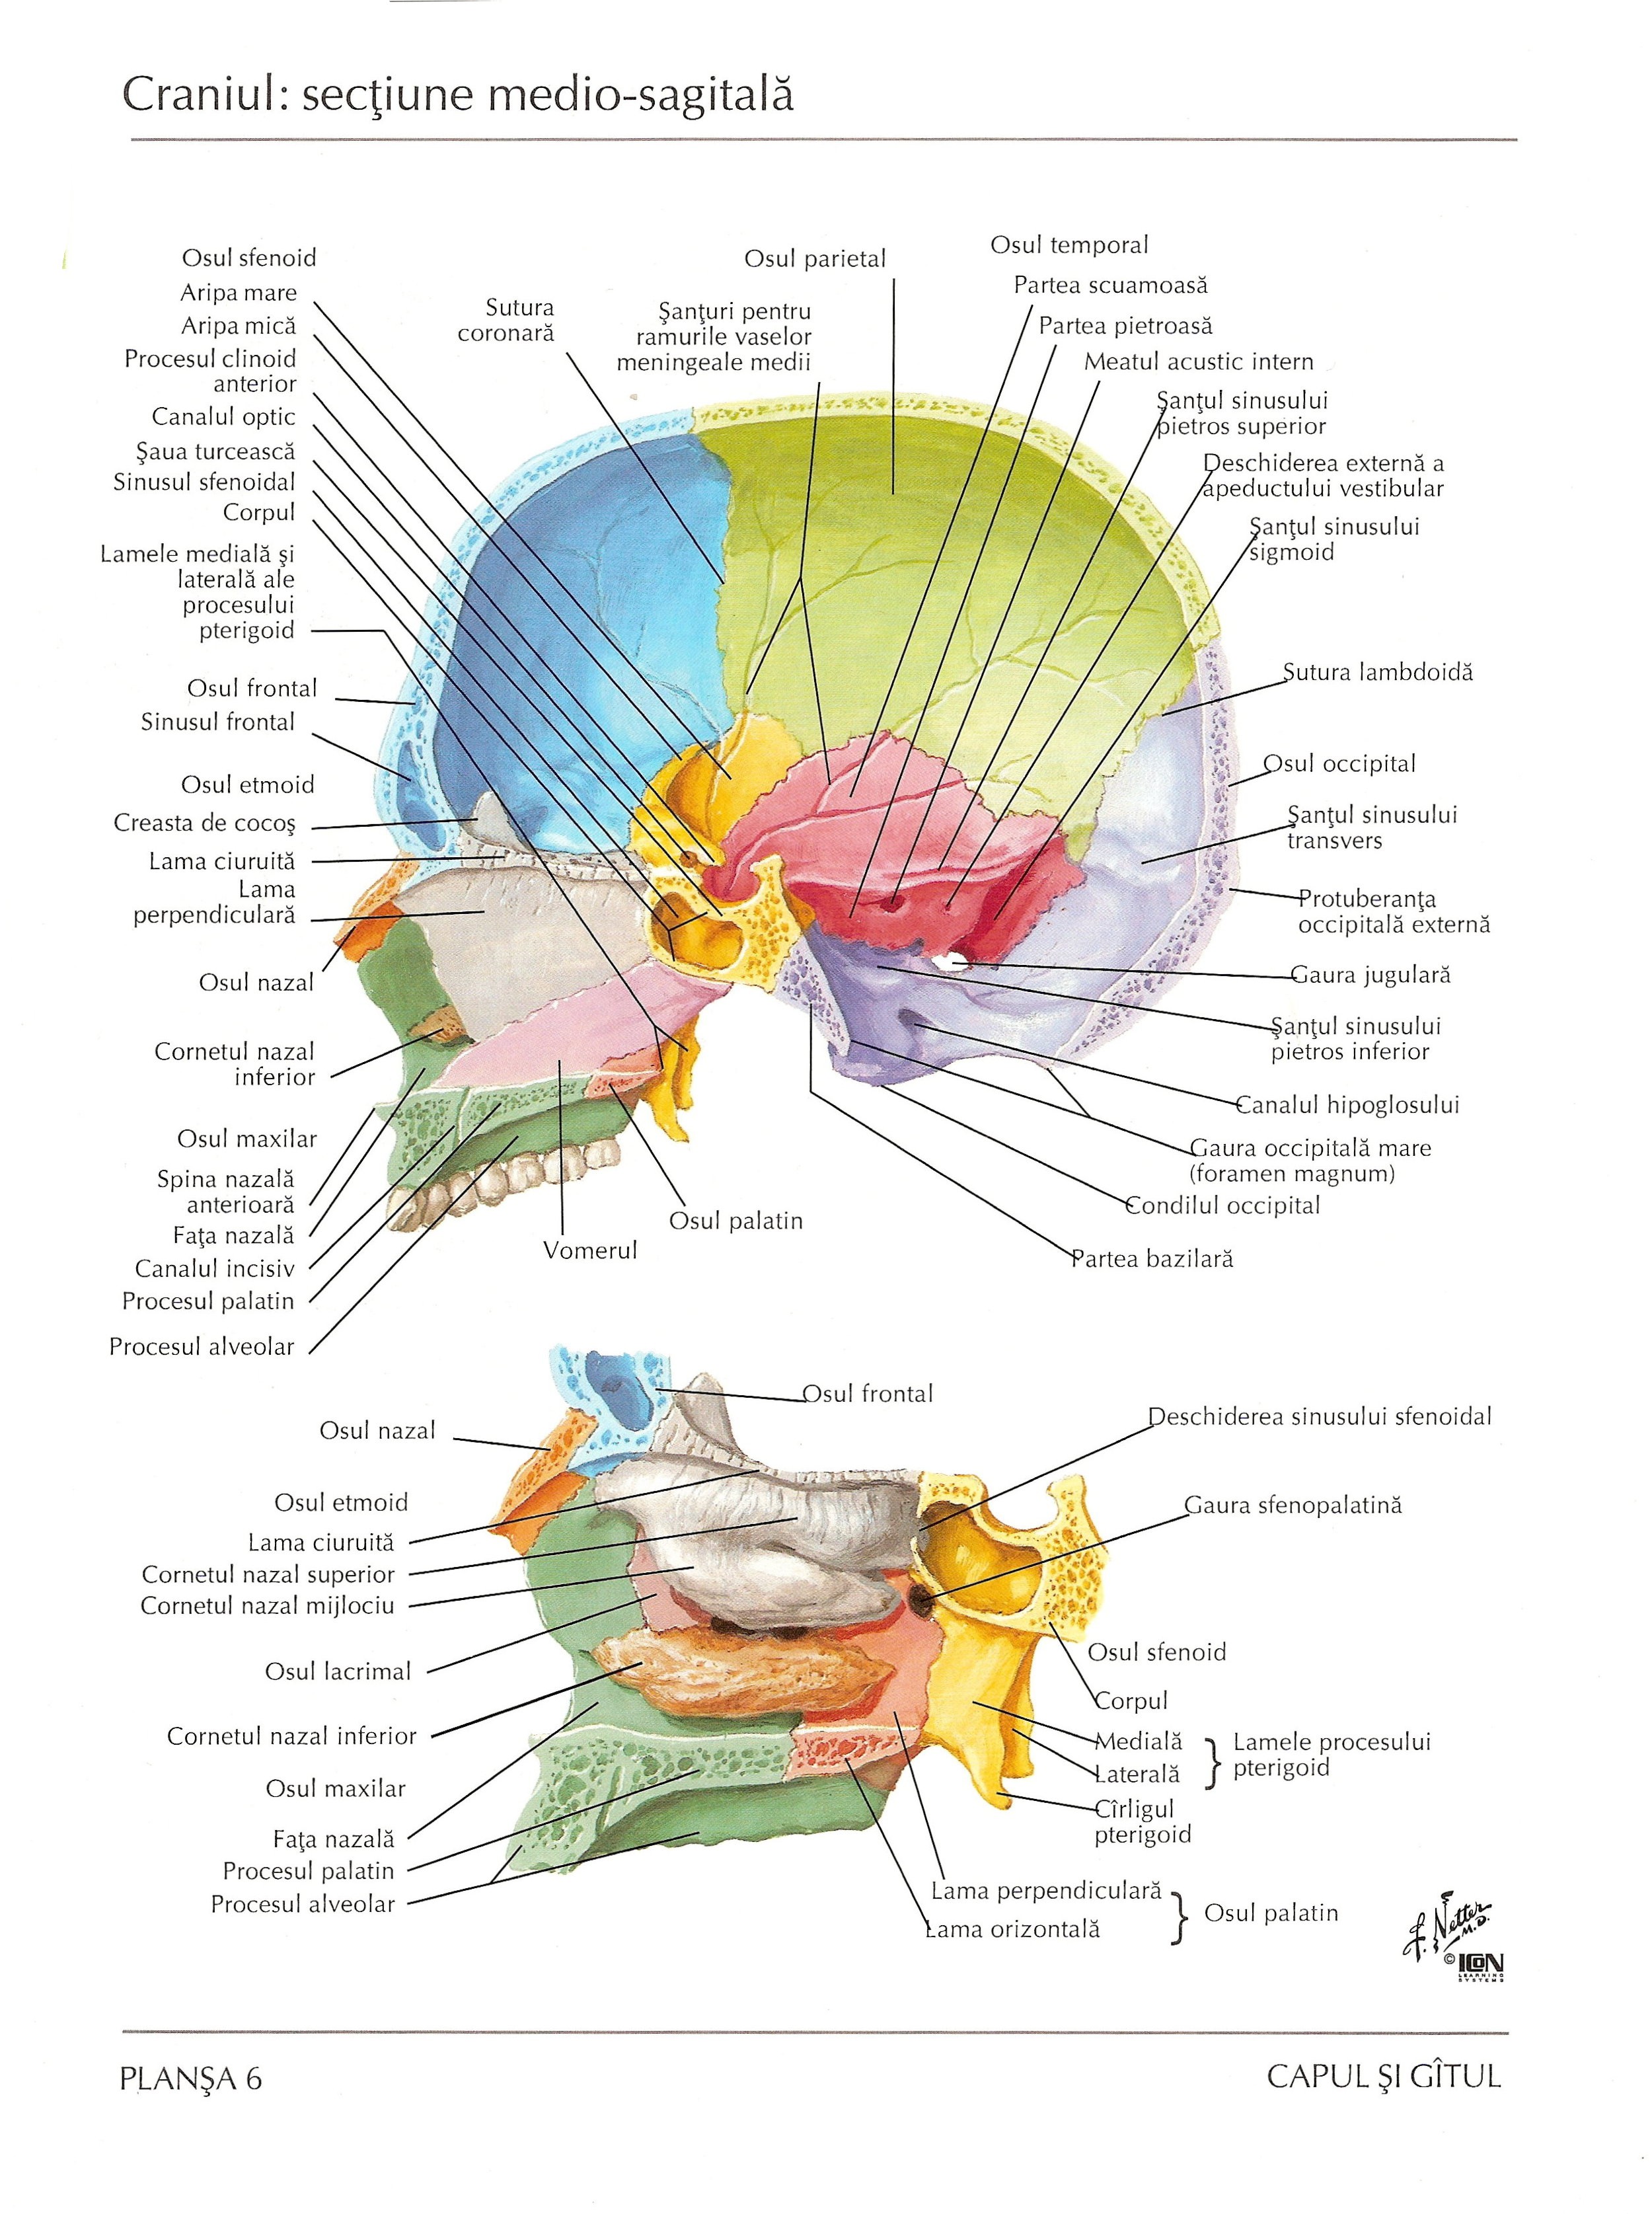 Craniul: secţiune medio-sagitală
Osul sfenoid
Aripa mare
Aripa mică
Procesul clinoid
anterior
Canalul optic
Şaua turcească
Sinusul sfenoidal
Corpul
Lamele medială şi
laterală ale
procesului
pterigoid
Osul frontal
Sinusul frontal
Osul etmoid
Creasta de cocoş
Lama ciuruită
Lama
perpendiculară
Osul nazal
Cornetul nazal
inferior
Osul maxilar
Spina nazală
anterioară
Faţa nazală
Canalul incisiv
Procesul palatin
Procesul alveolar
Sutura
coronară
Şanţuri pentru
ramurile vaselor
meningeale medii
Osul parietal
Osul temporal
Partea scuamoasă
Partea pietroasă
Meatul acustic intern
Şanţul sinusului
pietros superior
Deschiderea externă a
apeductului vestibular
Şanţul sinusului
sigmoid
Sutura lambdoidă
Osul occipital
Şanţul sinusului
transvers
Protuberanţa
occipitală externă
Gaura jugulară
Şanţul sinusului
pietros inferior
Canalul hipoglosului
Gaura occipitală mare
(foramen magnum)
Condilul occipital
Partea bazilară
Osul palatin
Vomerul
Osul frontal
Osul nazal
Osul etmoid
Lama ciuruită
Cornetul nazal superior
Cornetul nazal mijlociu
Osul lacrimal
Cornetul nazal inferior
Osul maxilar
Faţa nazală
Procesul palatin
Procesul alveolar
Deschiderea sinusului sfenoidal
Gaura sfenopalatină
Osul sfenoid
Corpul
Medială
Laterală
Lamele procesului
pterigoid
Cîrligul
pterigoid
Lama perpendiculară
Lama orizontală
Osul palatin
F. Netter
M.D.
© ICON
LEARNING
SYSTEMS
PLANŞA 6
CAPUL ŞI GÎTUL